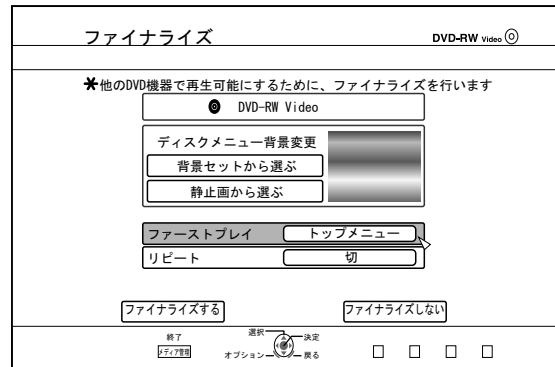 ファイナライズ
DVD-RW Video
*他のDVD機器で再生可能にするために、ファイナライズを行います
DVD-RW Video
ディスクメニュー背景変更
背景セットから選ぶ
静止画から選ぶ
ファーストプレイ トップメニュー
リピート 切
ファイナライズする ファイナライズしない
終了 選択 決定
メディア管理 オプション 戻る